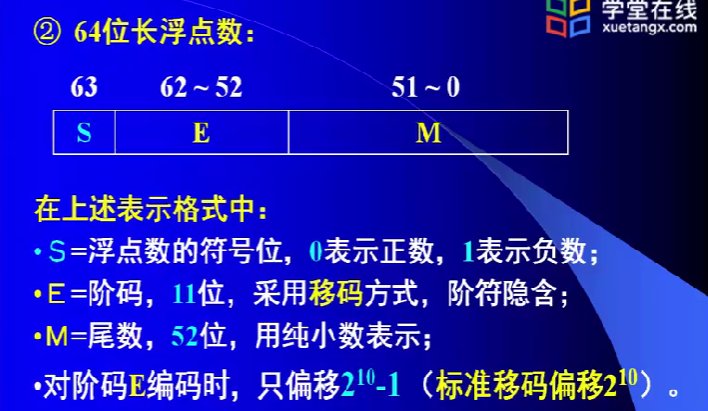 学堂在线
xuetangx.com
② 64位长浮点数：
63 62 ~ 52 51 ~ 0
S E M
在上述表示格式中：
•S=浮点数的符号位，0表示正数，1表示负数；
•E=阶码，11位，采用移码方式，阶符隐含；
•M=尾数，52位，用纯小数表示；
•对阶码E编码时，只偏移2¹⁰-1（标准移码偏移2¹⁰）。